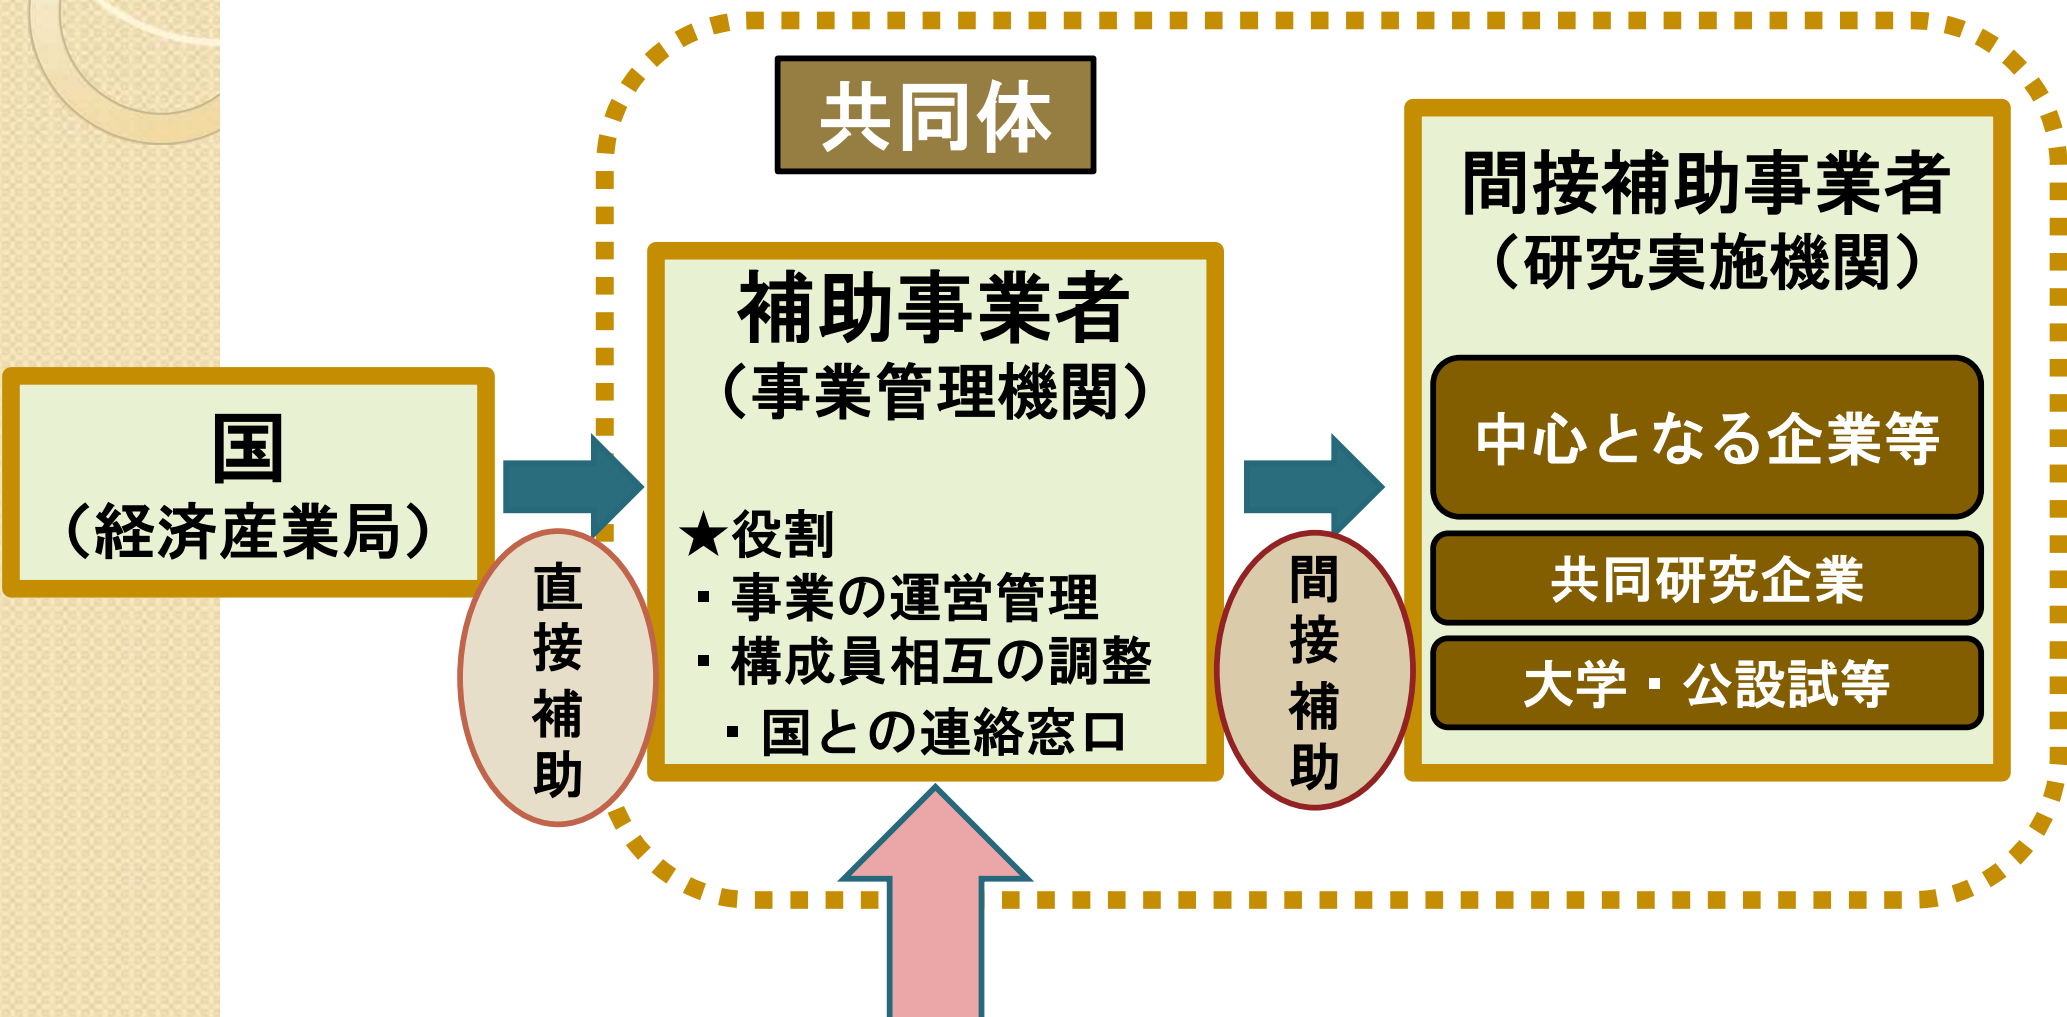 共同体
国
（経済産業局）
直接補助
補助事業者
（事業管理機関）
★役割
・事業の運営管理
・構成員相互の調整
・国との連絡窓口
間接補助
間接補助事業者
（研究実施機関）
中心となる企業等
共同研究企業
大学・公設試等